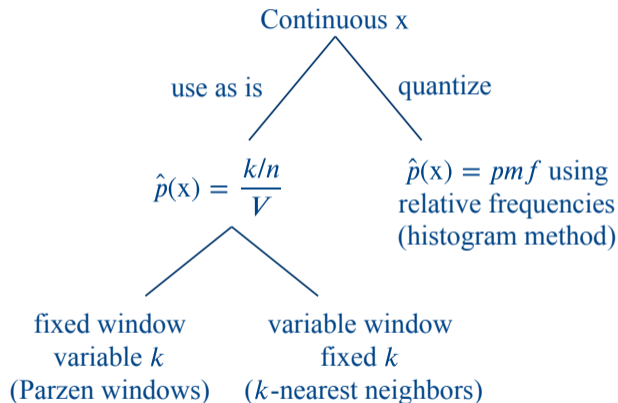 Continuous x
use as is
quantize
p̂(x) = k/n / V
p̂(x) = pmf using
relative frequencies
(histogram method)
fixed window
variable k
(Parzen windows)
variable window
fixed k
(k-nearest neighbors)